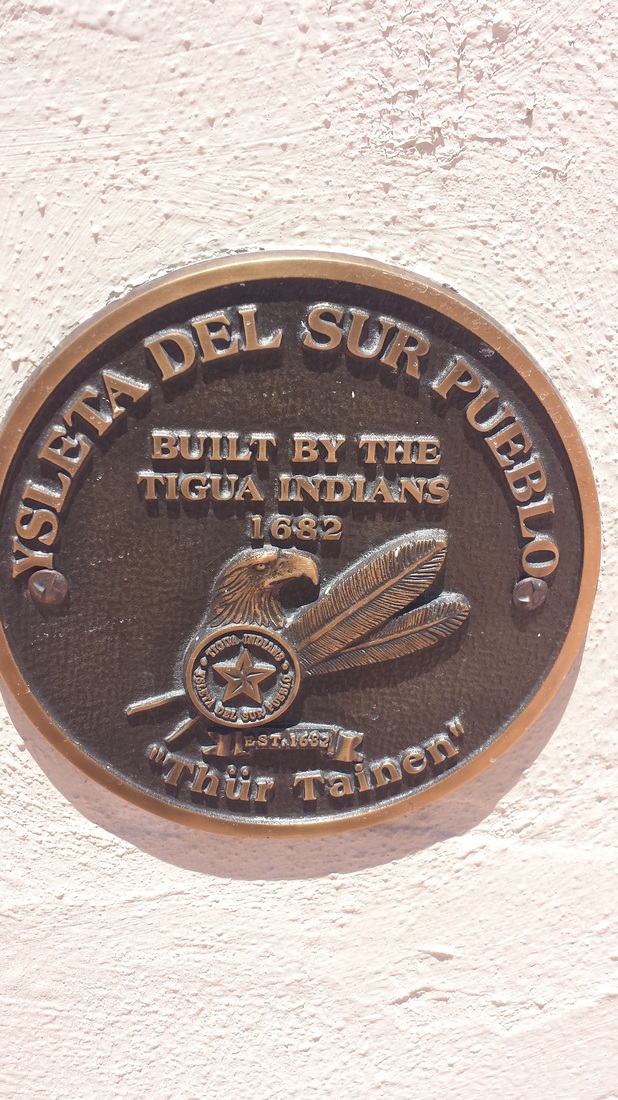 YSLETA DEL SUR PUEBLO
BUILT BY THE
TIGUA INDIANS
1682
TIGUA INDIANS
YSLETA DEL SUR PUEBLO
EST. 1682
"Thür Tainen"